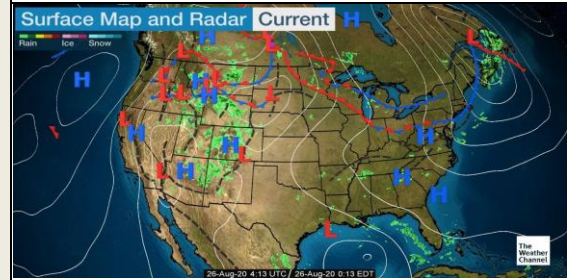 Surface Map and Radar Current
Rain Ice Snow
H
L
L
H
L
H
L
H
L
L
L
L
H
L
H
H
H
L
L
H
H
H
L
26-Aug-20 4:13 UTC / 26-Aug-20 0:13 EDT
The
Weather
Channel